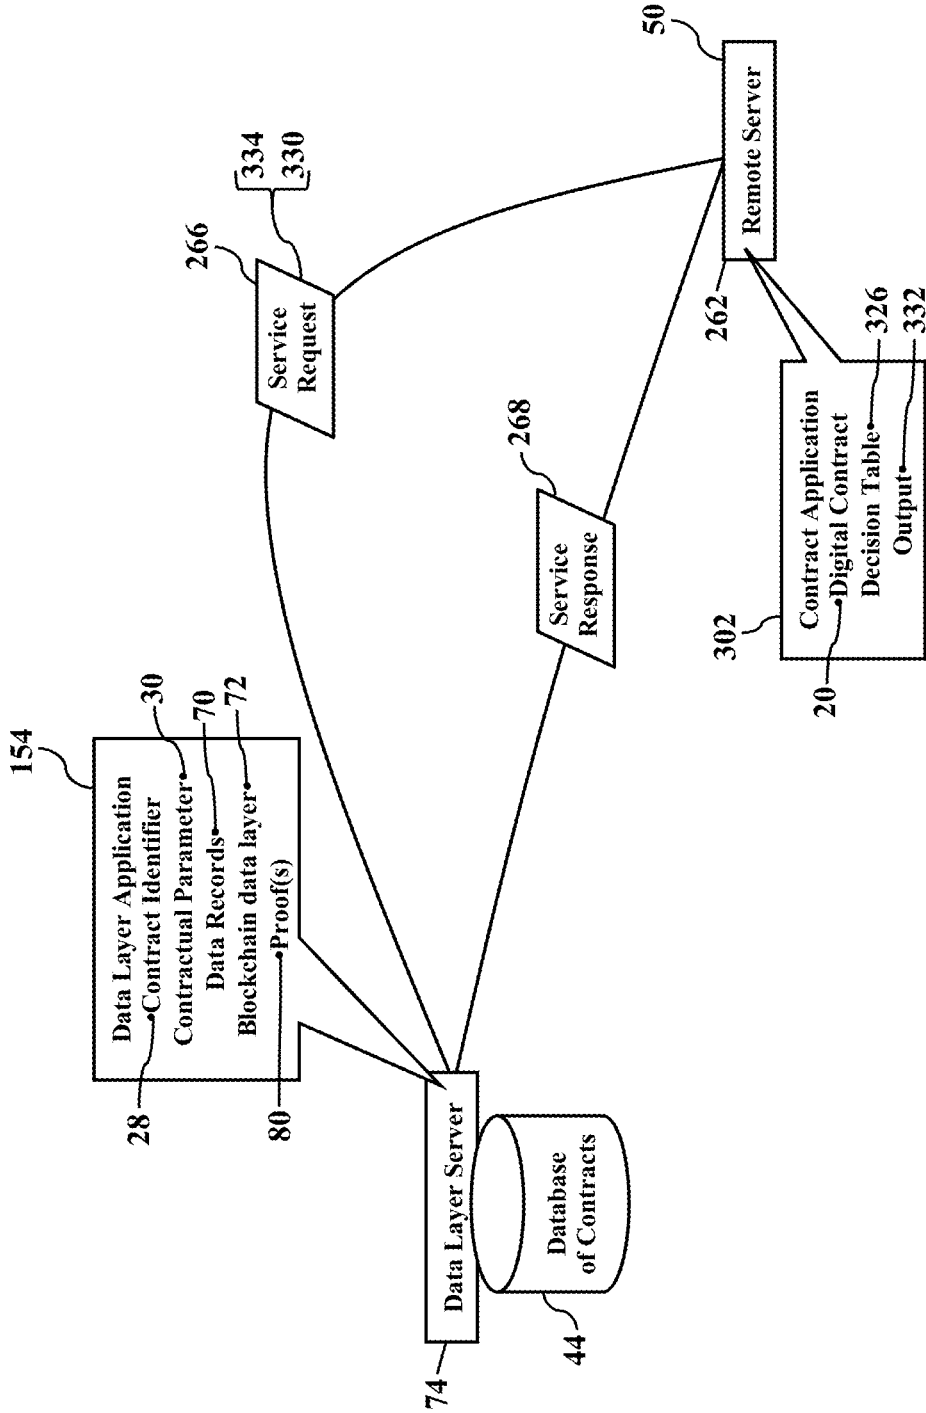 154
Data Layer Application
28
Contract Identifier
Contractual Parameter
30
Data Records
70
Blockchain data layer
72
80
Proof(s)
74
Data Layer Server
Database
of Contracts
44
266
Service
Request
334
330
268
Service
Response
50
Remote Server
262
302
Contract Application
20
Digital Contract
Decision Table
326
Output
332